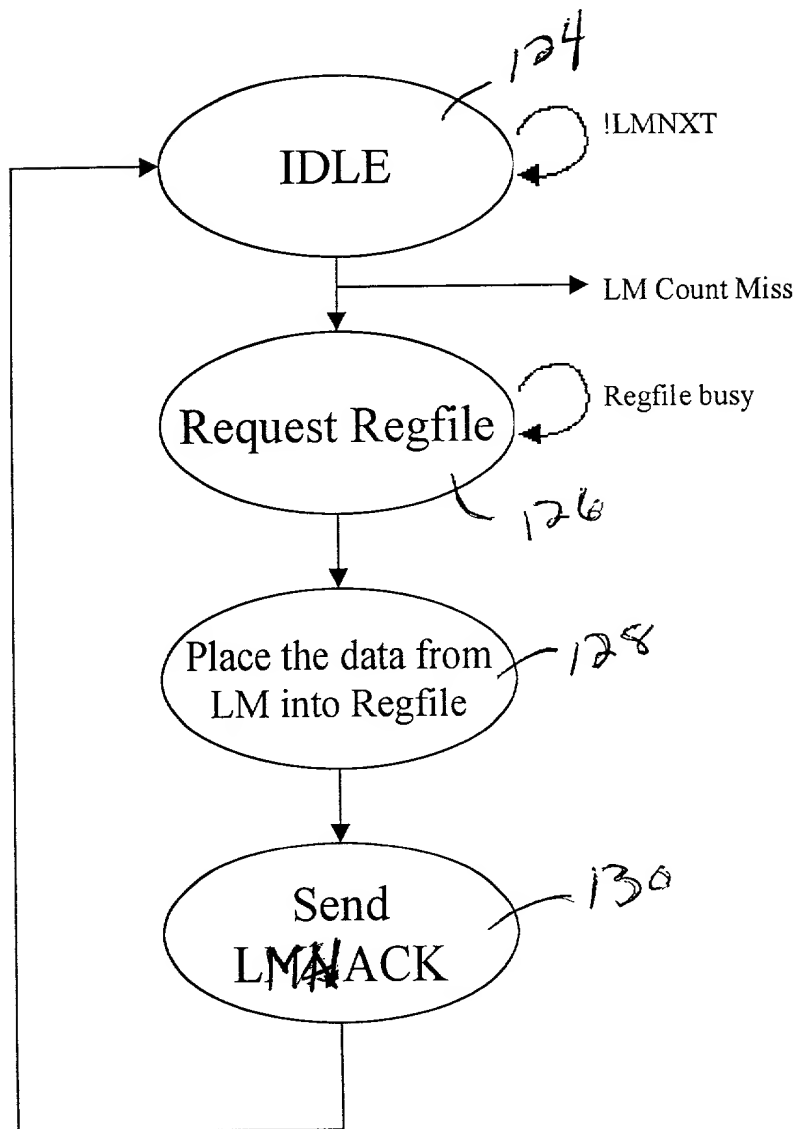 124
!LMNXT
IDLE
LM Count Miss
Request Regfile
Regfile busy
126
Place the data from
LM into Regfile
128
Send
LMNACK
130